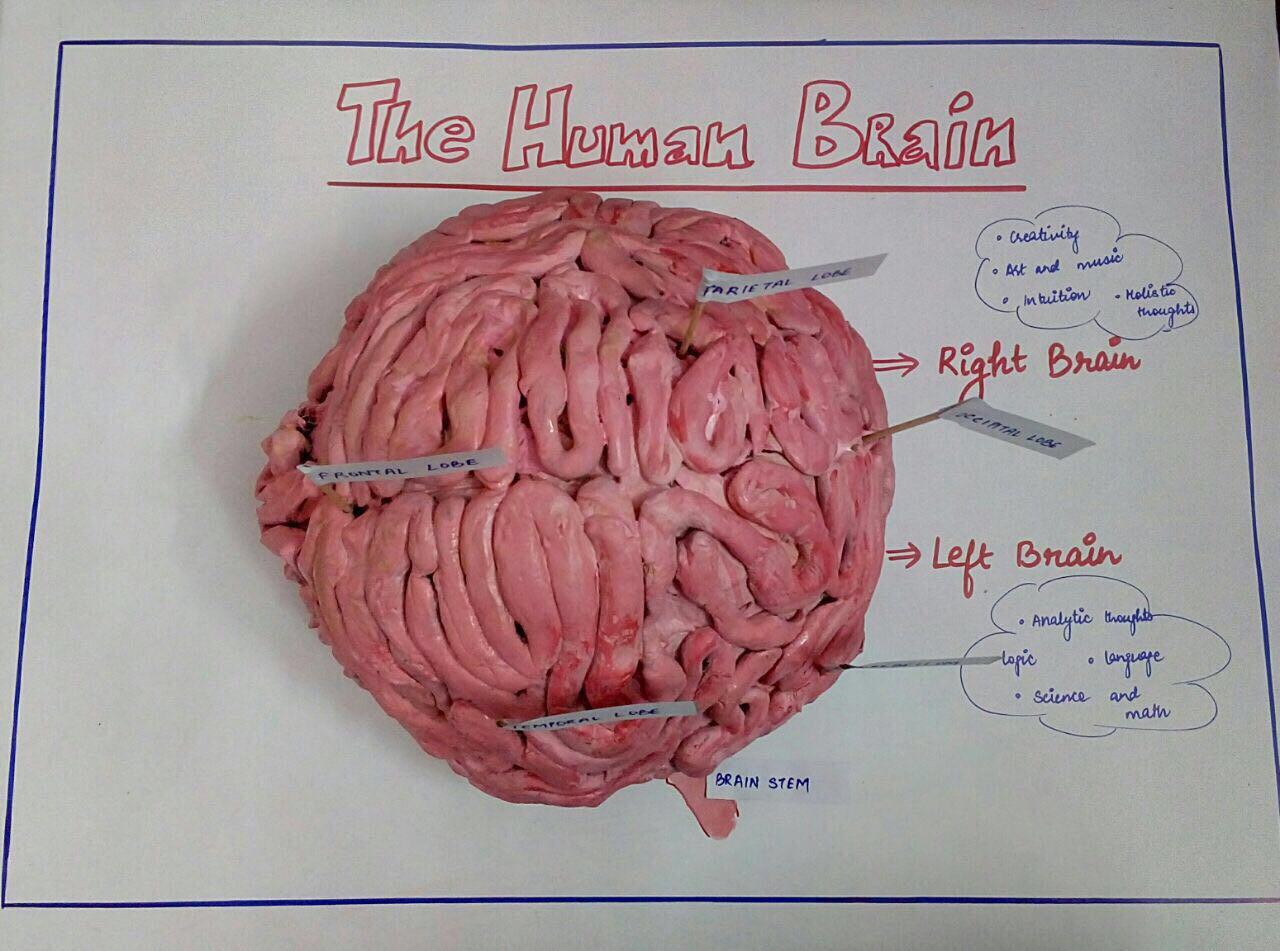 The Human Brain
• Creativity
• Art and music
• Intuition • Holistic
thoughts
PARIETAL LOBE
⇒ Right Brain
OCCIPITAL LOBE
FRONTAL LOBE
⇒ Left Brain
• Analytic thoughts
logic • language
• Science and
math
TEMPORAL LOBE
BRAIN STEM